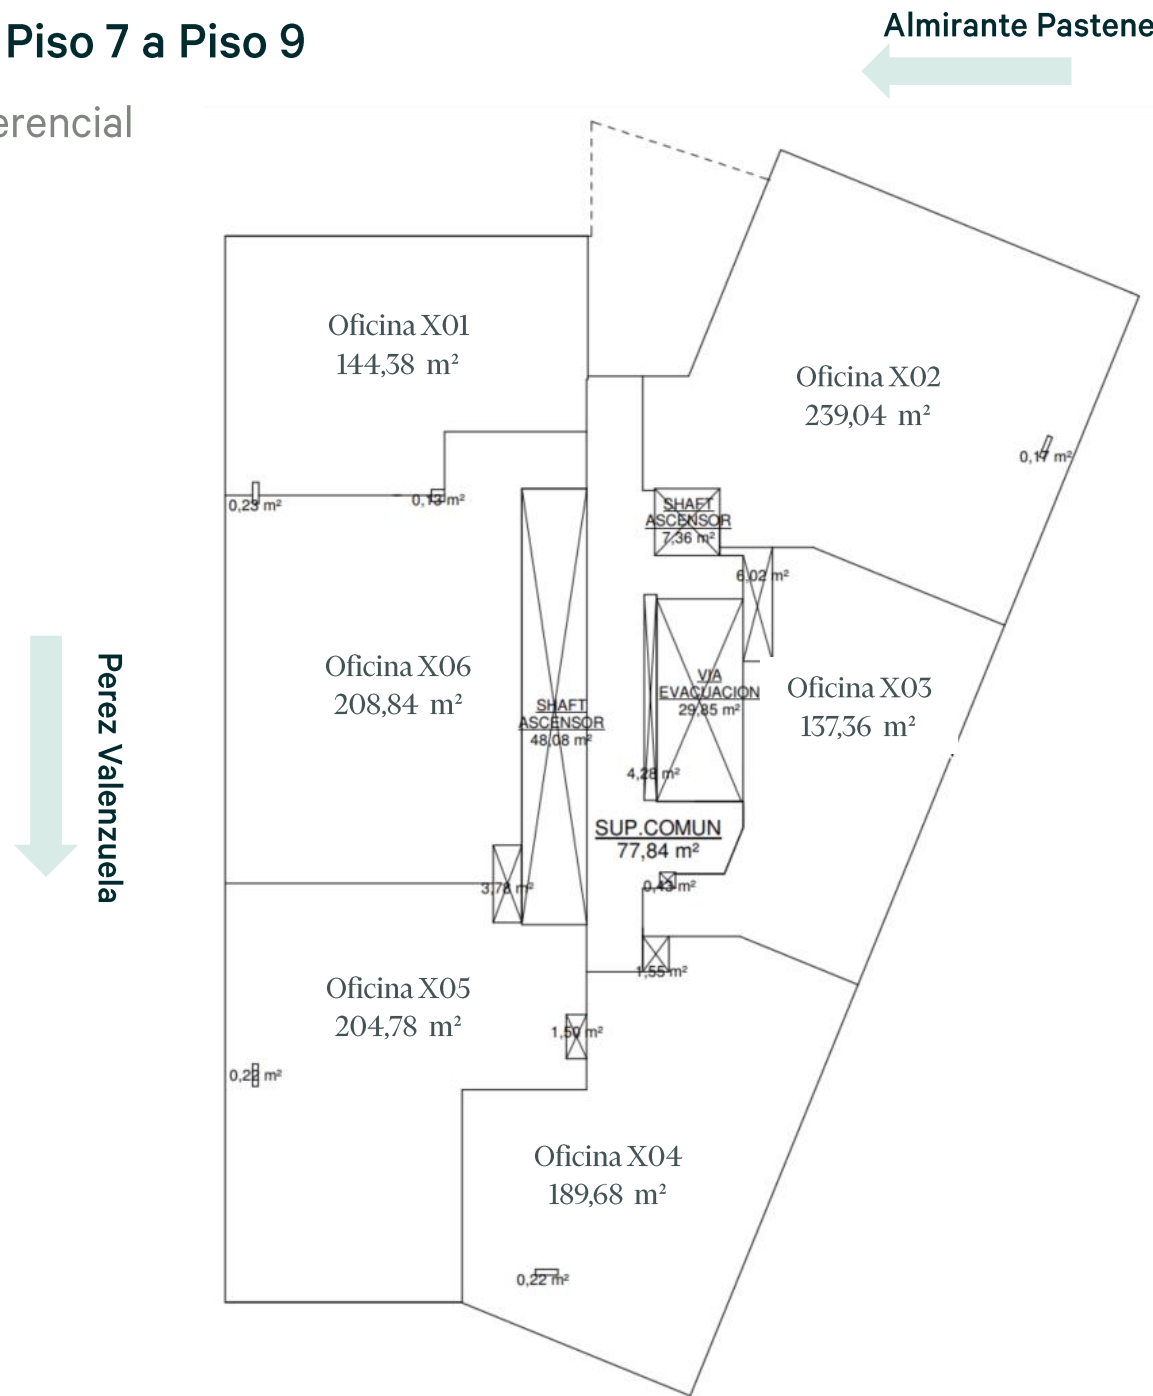 Almirante Pastene
Piso 7 a Piso 9
erencial
Oficina X01
144,38 m²
Oficina X02
239,04 m²
0,17 m²
0,23 m²
0,13 m²
SHAFT
ASCENSOR
7,36 m²
6,02 m²
Oficina X06
208,84 m²
Perez Valenzuela
SHAFT
ASCENSOR
48,08 m²
VIA
EVACUACION
29,85 m²
Oficina X03
137,36 m²
4,28 m²
SUP.COMUN
77,84 m²
3,78 m²
0,43 m²
1,55 m²
Oficina X05
204,78 m²
1,50 m²
0,22 m²
Oficina X04
189,68 m²
0,22 m²